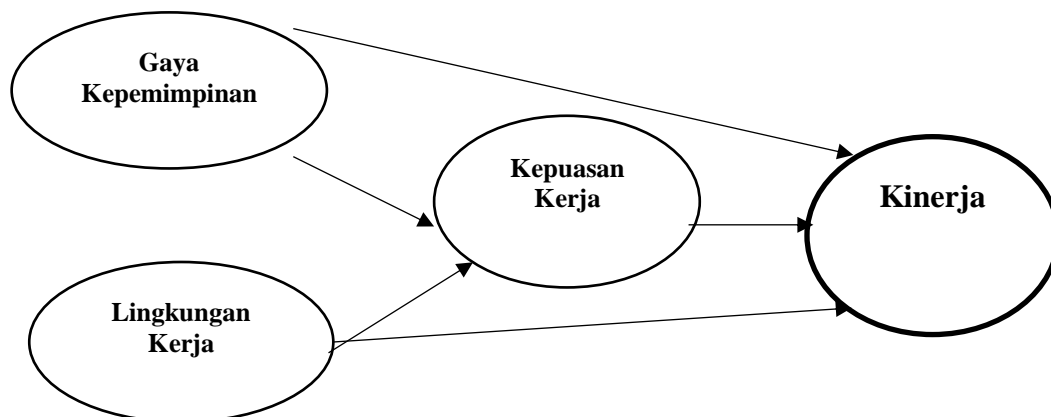 Gaya
Kepemimpinan
Kepuasan
Kerja
Kinerja
Lingkungan
Kerja